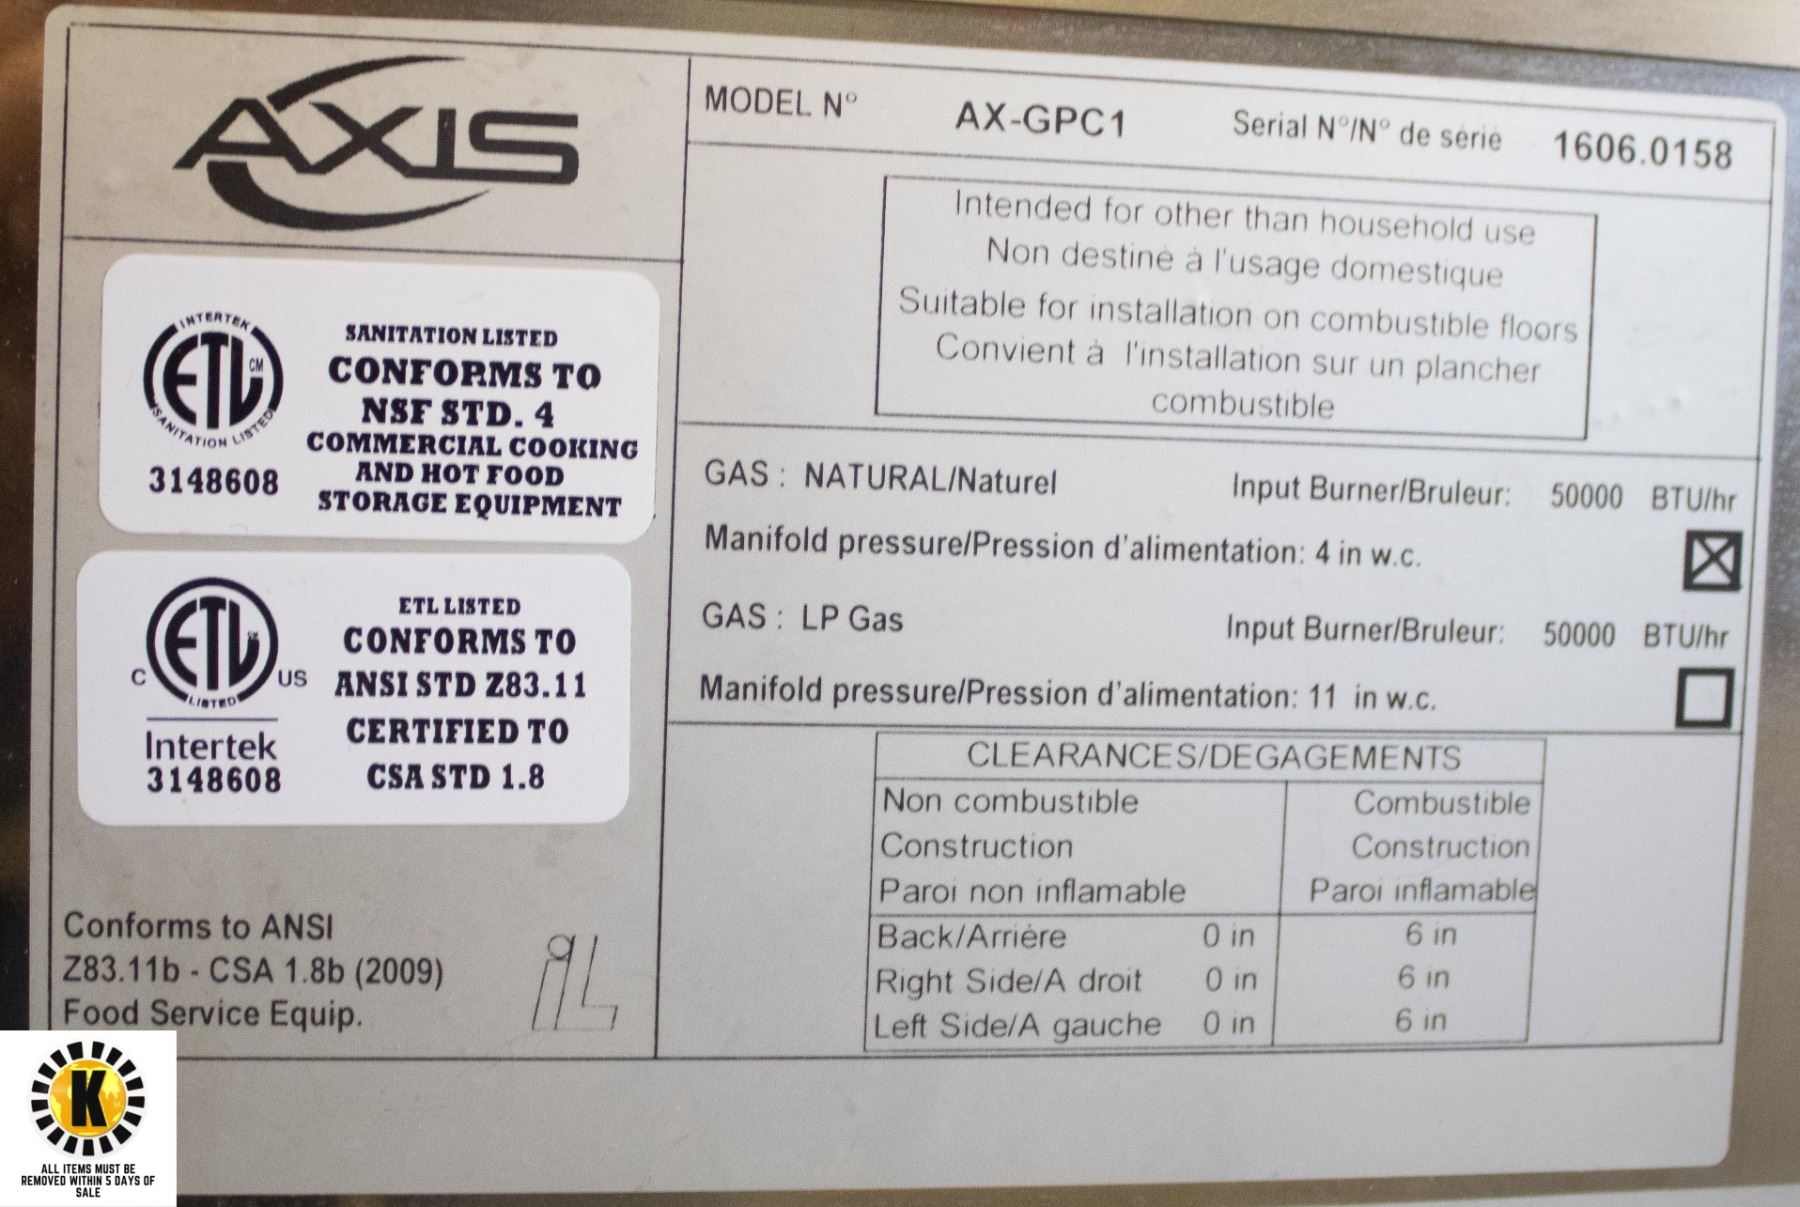 AXIS
MODEL N° AX-GPC1 Serial N°/N° de série 1606.0158
Intended for other than household use
Non destiné à l'usage domestique
Suitable for installation on combustible floors
Convient à l'installation sur un plancher
combustible
INTERTEK
ETL CM
SANITATION LISTED
3148608
SANITATION LISTED
CONFORMS TO
NSF STD. 4
COMMERCIAL COOKING
AND HOT FOOD
STORAGE EQUIPMENT
GAS : NATURAL/Naturel Input Burner/Bruleur: 50000 BTU/hr
Manifold pressure/Pression d'alimentation: 4 in w.c.
GAS : LP Gas Input Burner/Bruleur: 50000 BTU/hr
Manifold pressure/Pression d'alimentation: 11 in w.c.
ETL CM
C US
LISTED
Intertek
3148608
ETL LISTED
CONFORMS TO
ANSI STD Z83.11
CERTIFIED TO
CSA STD 1.8
CLEARANCES/DEGAGEMENTS
Non combustible Combustible
Construction Construction
Paroi non inflamable Paroi inflamable
Back/Arrière 0 in 6 in
Right Side/A droit 0 in 6 in
Left Side/A gauche 0 in 6 in
Conforms to ANSI
Z83.11b - CSA 1.8b (2009)
Food Service Equip.
K
ALL ITEMS MUST BE
REMOVED WITHIN 5 DAYS OF
SALE